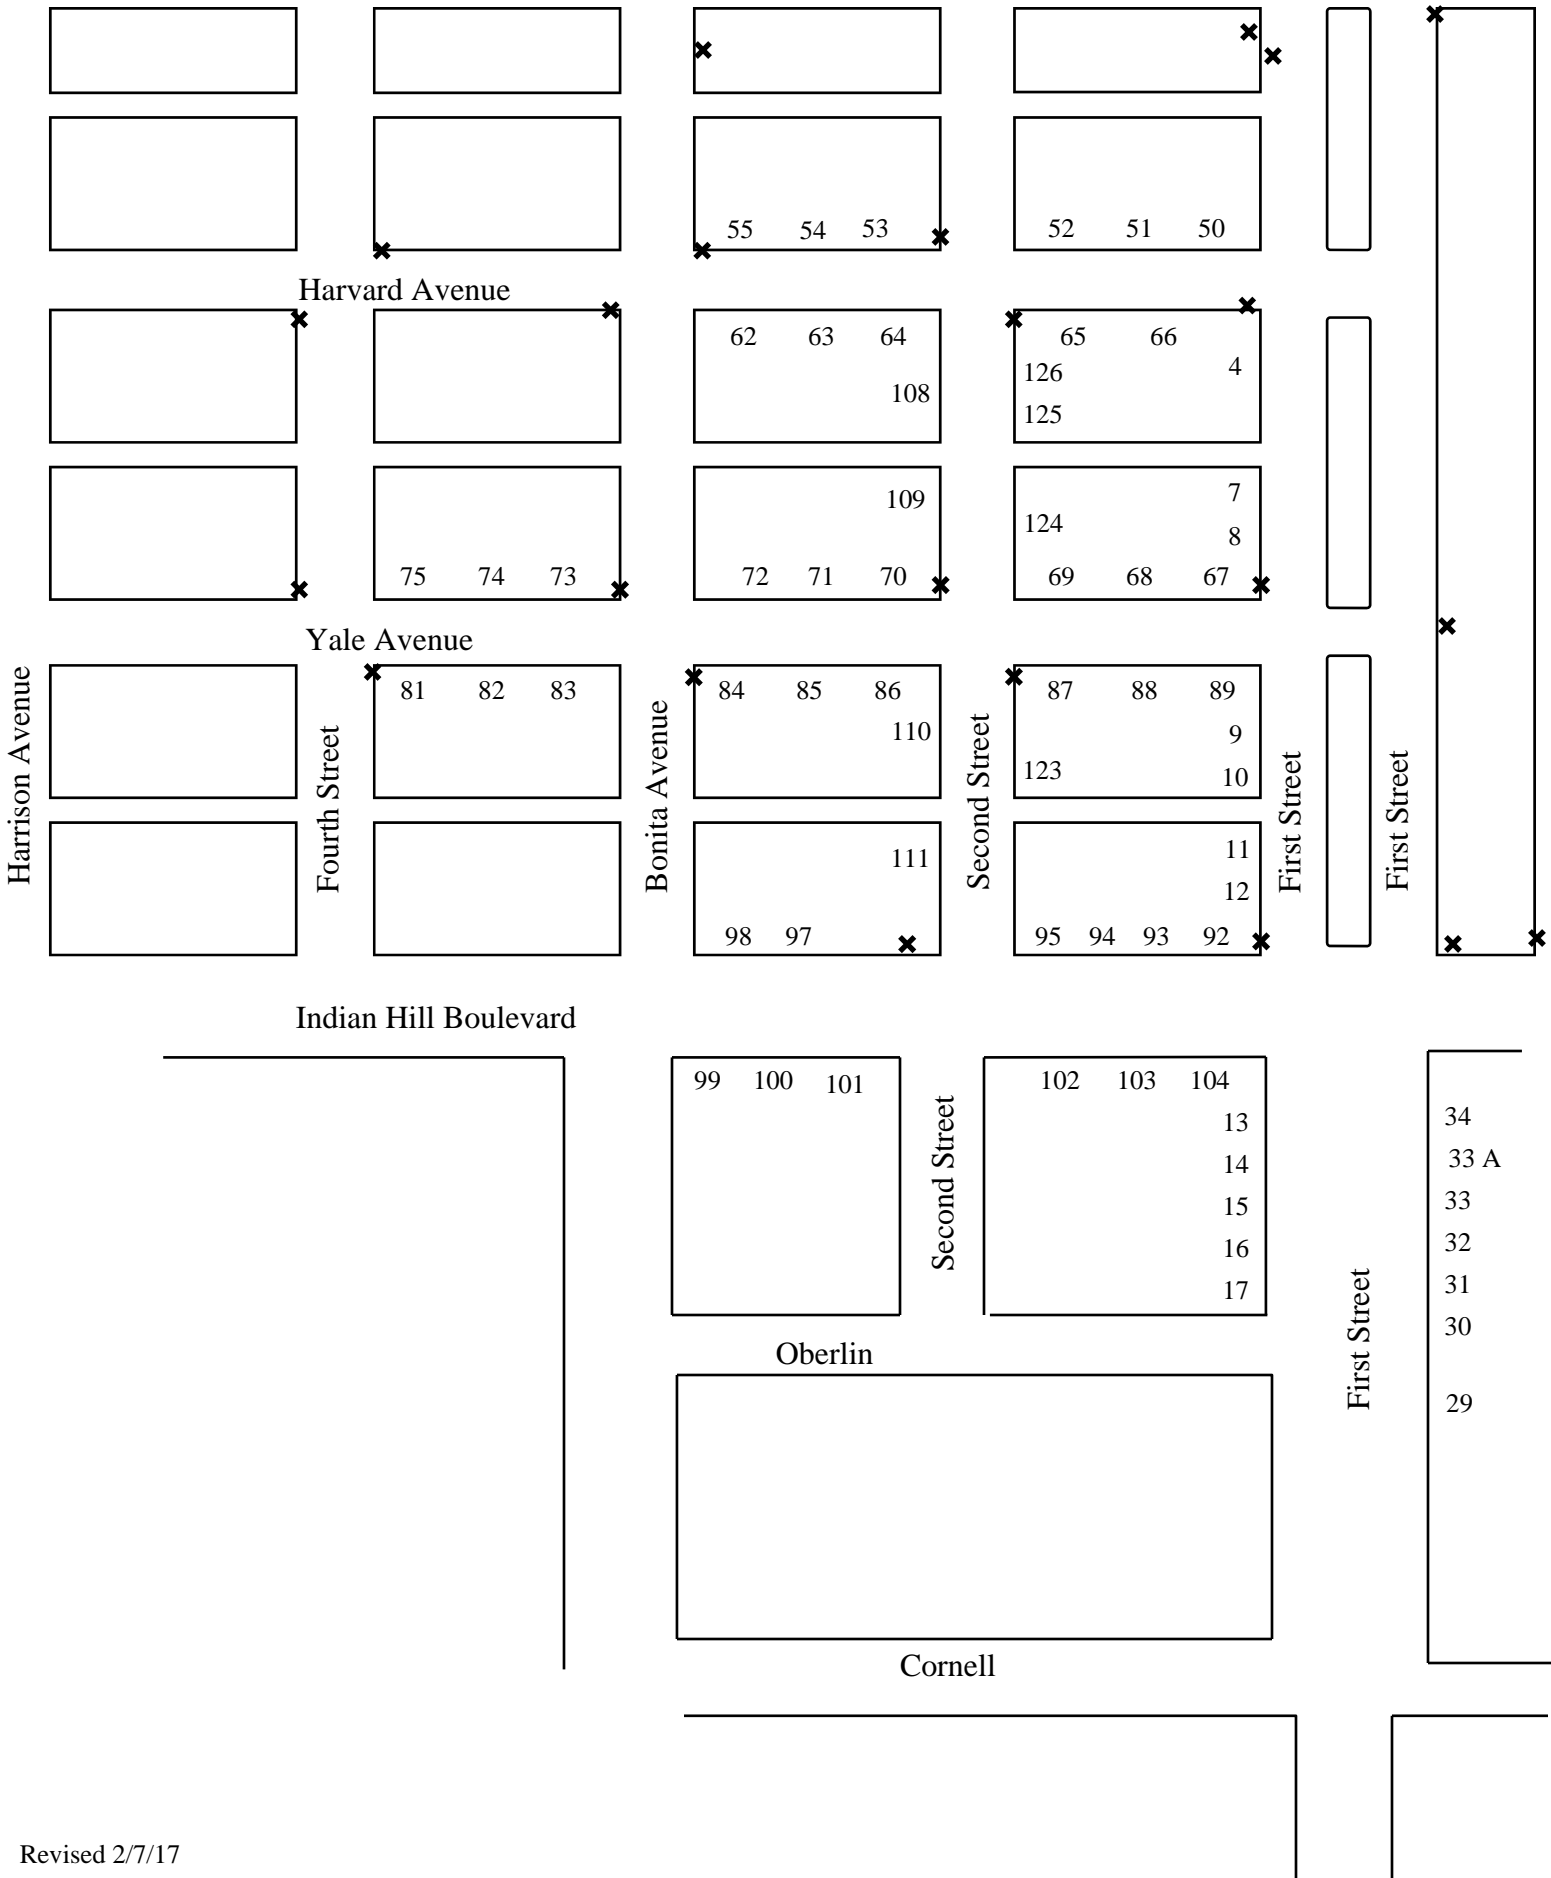 55 54 53 52 51 50
Harvard Avenue
62 63 64 65 66
108 126 4
125
109 7
124 8
75 74 73 72 71 70 69 68 67
Yale Avenue
81 82 83 84 85 86 87 88 89
110 9
123 10
Harrison Avenue
Fourth Street
Bonita Avenue
Second Street
First Street
First Street
111 11
12
98 97 95 94 93 92
Indian Hill Boulevard
99 100 101 102 103 104
13
14
15
16
17
Second Street
34
33 A
33
32
31
30
29
First Street
Oberlin
Cornell
Revised 2/7/17